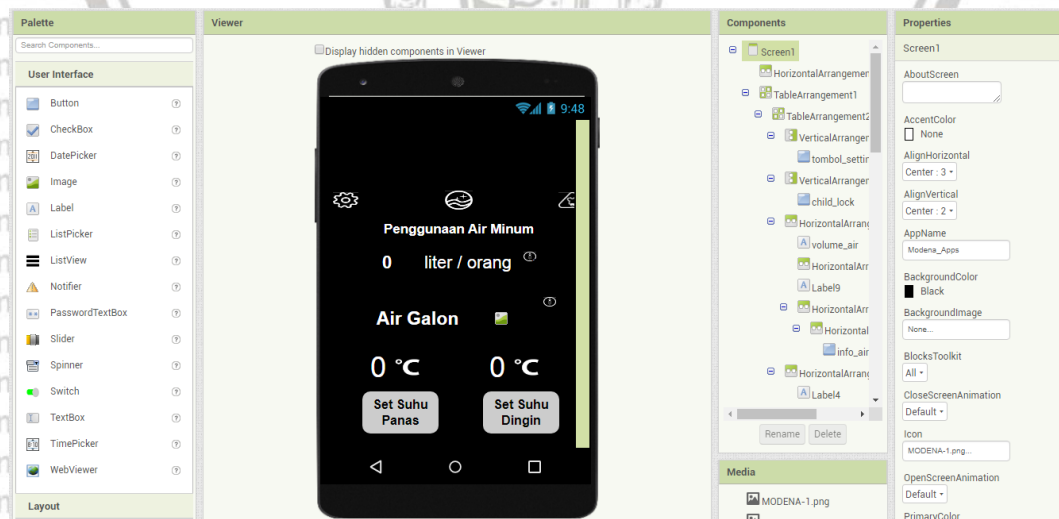 Palette
Search Components...
User Interface
Button
CheckBox
DatePicker
Image
Label
ListPicker
ListView
Notifier
PasswordTextBox
Slider
Spinner
Switch
TextBox
TimePicker
WebViewer
Layout
Viewer
Display hidden components in Viewer
9:48
Penggunaan Air Minum
0 liter / orang
Air Galon
0 °C 0 °C
Set Suhu Panas
Set Suhu Dingin
Components
Screen1
HorizontalArrangemer
TableArrangement1
TableArrangement2
VerticalArranger
tombol_settin
VerticalArranger
child_lock
HorizontalArrang
volume_air
HorizontalArr
Label9
HorizontalArr
Horizontal
info_air
HorizontalArrang
Label4
Rename Delete
Media
MODENA-1.png
Properties
Screen1
AboutScreen
AccentColor
None
AlignHorizontal
Center : 3
AlignVertical
Center : 2
AppName
Modena_Apps
BackgroundColor
Black
BackgroundImage
None...
BlocksToolkit
All
CloseScreenAnimation
Default
Icon
MODENA-1.png...
OpenScreenAnimation
Default
PrimaryColor